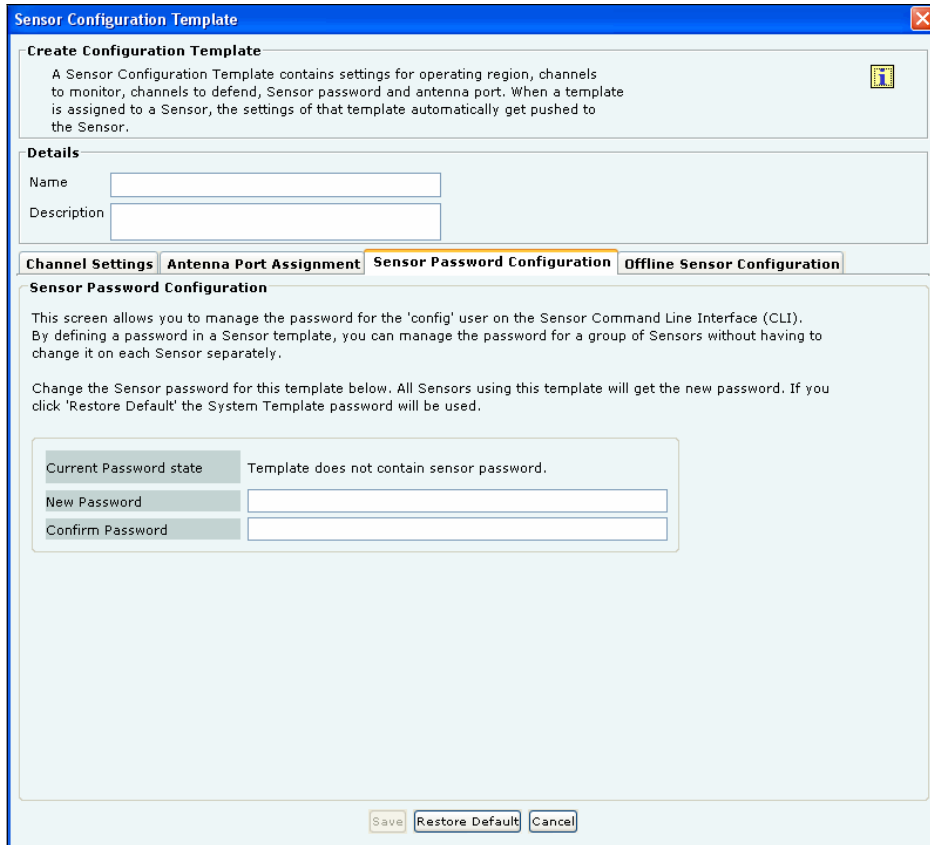 Sensor Configuration Template
Create Configuration Template
A Sensor Configuration Template contains settings for operating region, channels
to monitor, channels to defend, Sensor password and antenna port. When a template
is assigned to a Sensor, the settings of that template automatically get pushed to
the Sensor.
Details
Name
Description
Channel Settings Antenna Port Assignment Sensor Password Configuration Offline Sensor Configuration
Sensor Password Configuration
This screen allows you to manage the password for the 'config' user on the Sensor Command Line Interface (CLI).
By defining a password in a Sensor template, you can manage the password for a group of Sensors without having to
change it on each Sensor separately.
Change the Sensor password for this template below. All Sensors using this template will get the new password. If you
click 'Restore Default' the System Template password will be used.
Current Password state Template does not contain sensor password.
New Password
Confirm Password
Save Restore Default Cancel